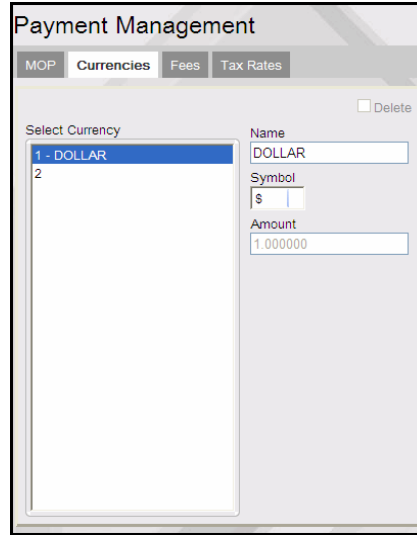 Payment Management
MOP Currencies Fees Tax Rates
Delete
Select Currency
1 - DOLLAR
2
Name
DOLLAR
Symbol
$
Amount
1.000000